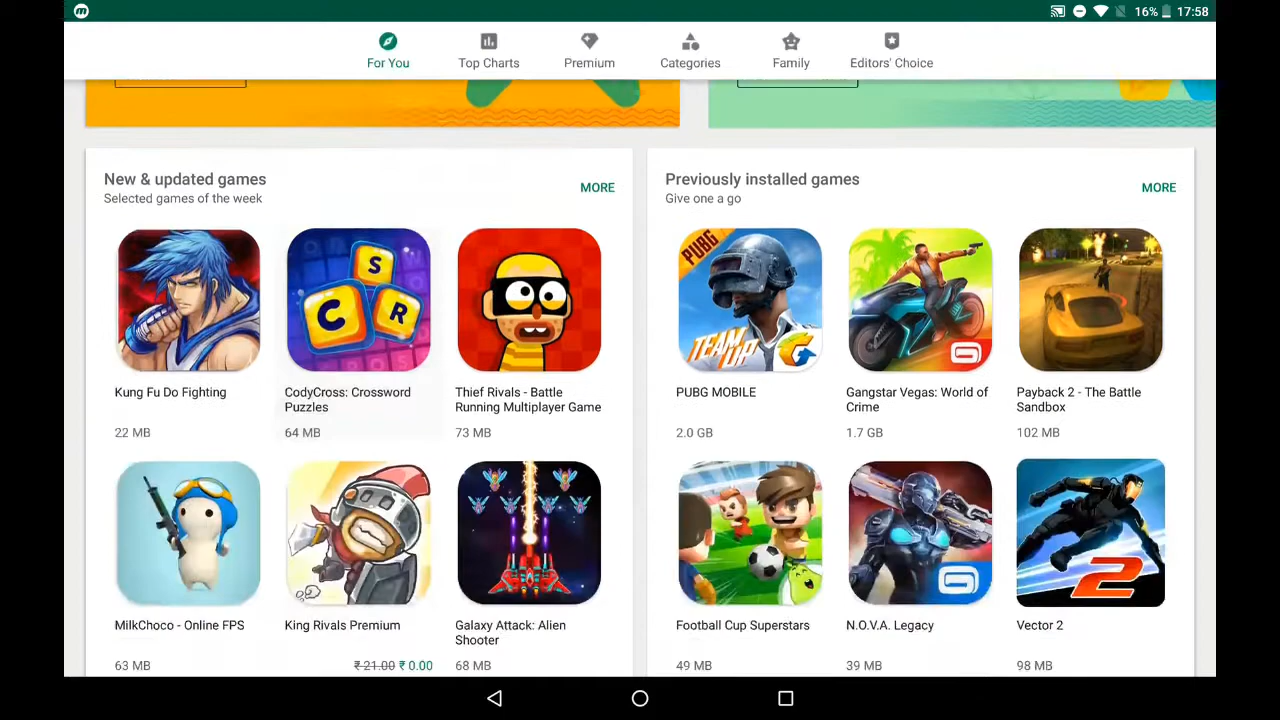 16% 17:58
For You
Top Charts
Premium
Categories
Family
Editors' Choice
New & updated games
Selected games of the week
MORE
Kung Fu Do Fighting
22 MB
S
C
R
CodyCross: Crossword
Puzzles
64 MB
Thief Rivals - Battle
Running Multiplayer Game
73 MB
MilkChoco - Online FPS
63 MB
King Rivals Premium
₹ 21.00 ₹ 0.00
Galaxy Attack: Alien
Shooter
68 MB
Previously installed games
Give one a go
MORE
PUBG
TEAM UP
PUBG MOBILE
2.0 GB
Gangstar Vegas: World of
Crime
1.7 GB
Payback 2 - The Battle
Sandbox
102 MB
Football Cup Superstars
49 MB
N.O.V.A. Legacy
39 MB
2
Vector 2
98 MB